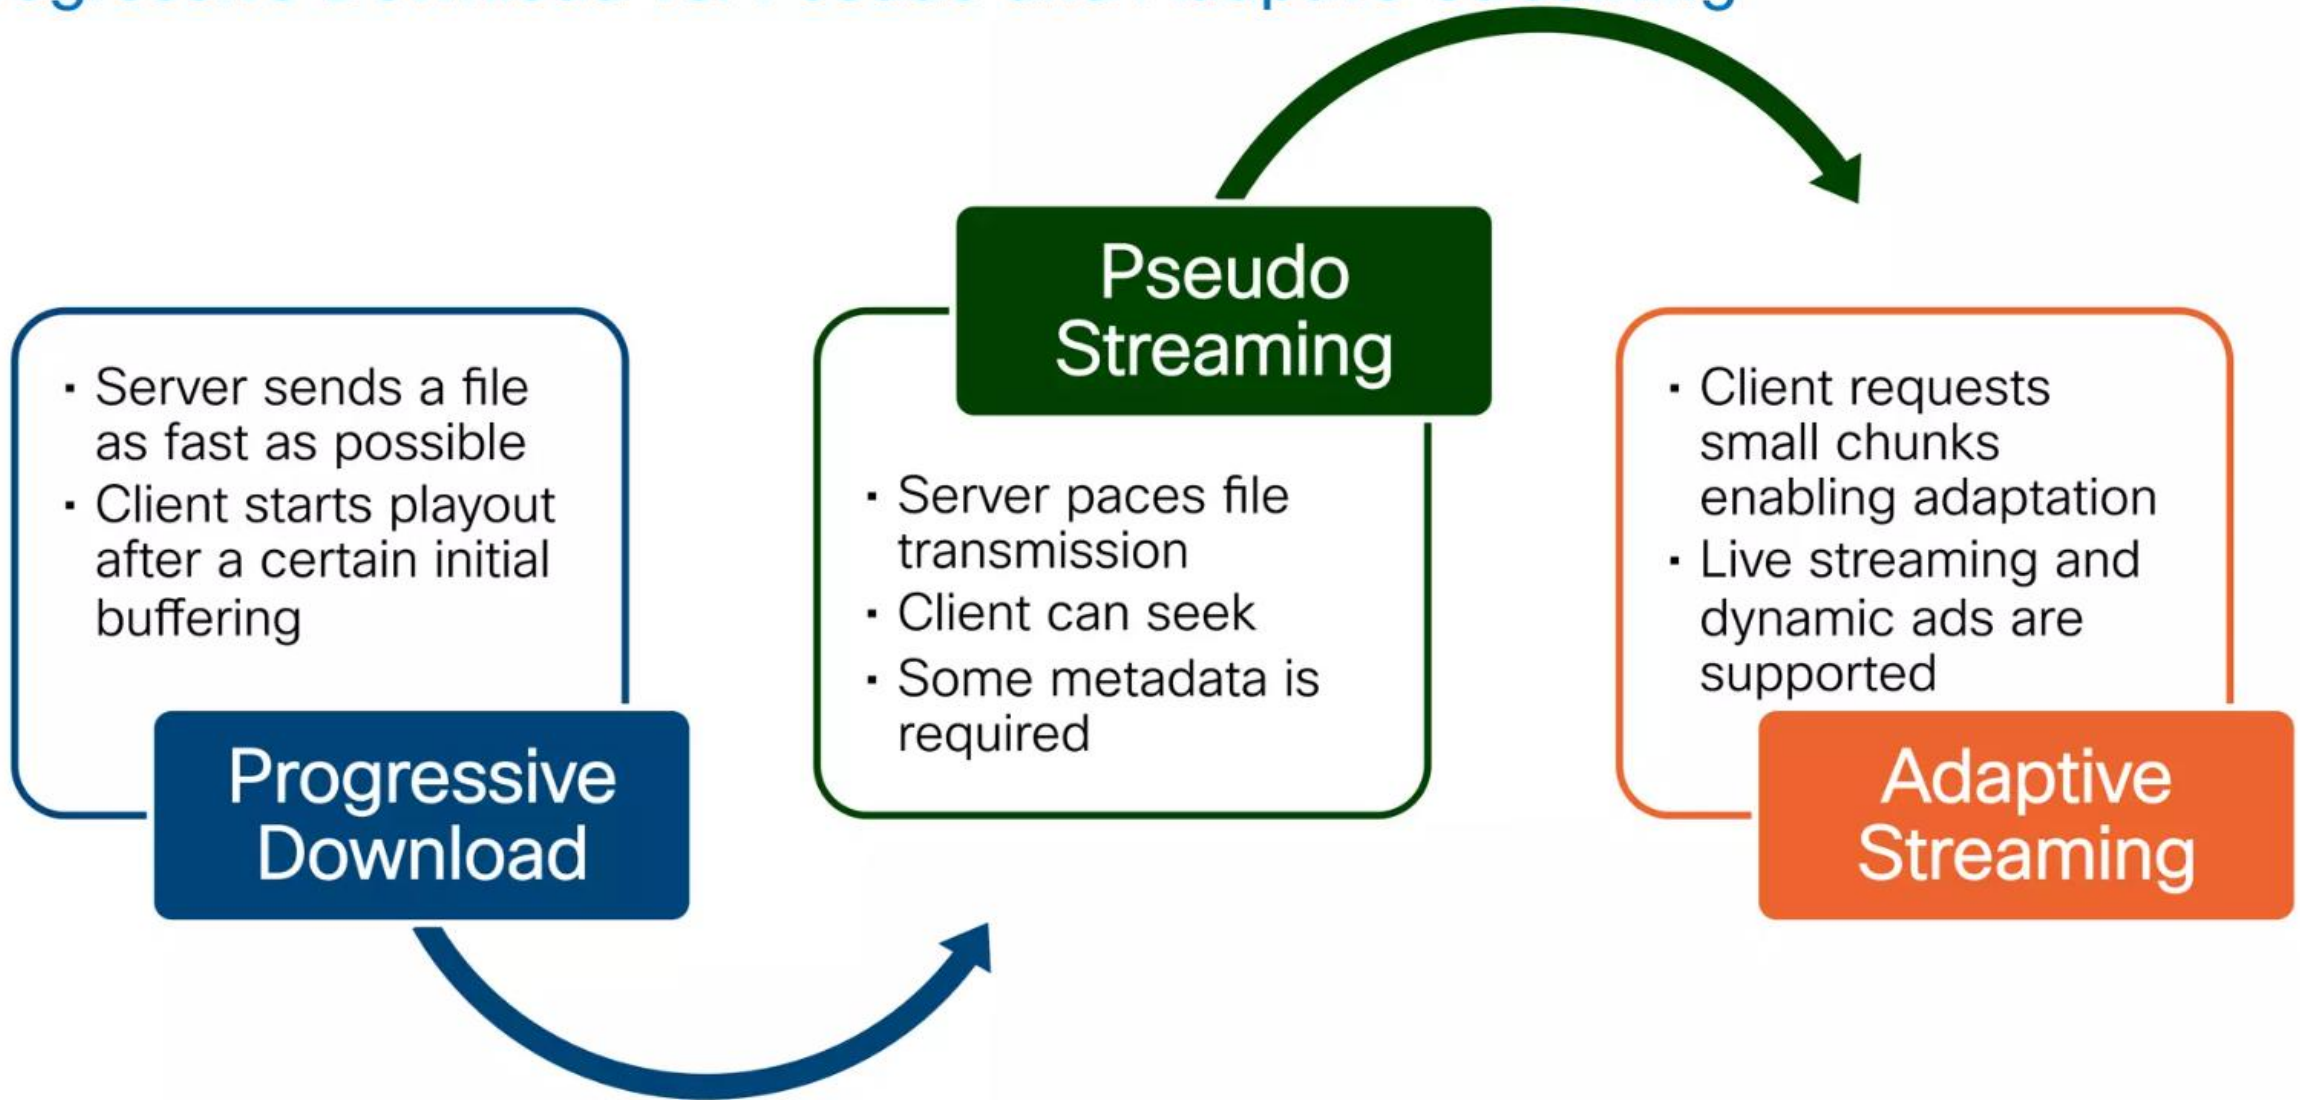 ▪ Server sends a file
as fast as possible
▪ Client starts playout
after a certain initial
buffering
Progressive
Download
Pseudo
Streaming
▪ Server paces file
transmission
▪ Client can seek
▪ Some metadata is
required
▪ Client requests
small chunks
enabling adaptation
▪ Live streaming and
dynamic ads are
supported
Adaptive
Streaming